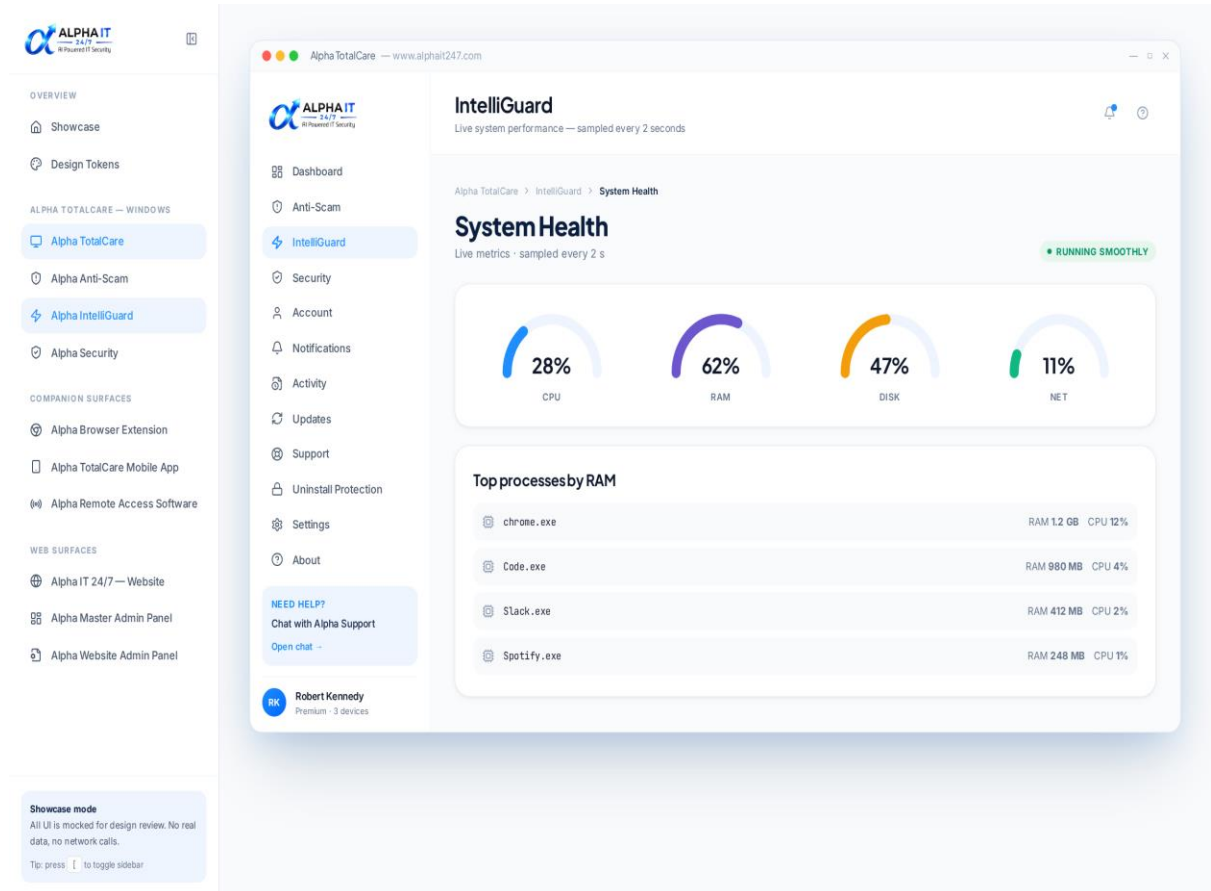 ALPHA IT
24/7
AI Powered IT Security
OVERVIEW
Showcase
Design Tokens
ALPHA TOTALCARE — WINDOWS
Alpha TotalCare
Alpha Anti-Scam
Alpha IntelliGuard
Alpha Security
COMPANION SURFACES
Alpha Browser Extension
Alpha TotalCare Mobile App
Alpha Remote Access Software
WEB SURFACES
Alpha IT 24/7 — Website
Alpha Master Admin Panel
Alpha Website Admin Panel
Showcase mode
All UI is mocked for design review. No real
data, no network calls.
Tip: press [ to toggle sidebar
Alpha TotalCare — www.alphait247.com
ALPHA IT
24/7
AI Powered IT Security
Dashboard
Anti-Scam
IntelliGuard
Security
Account
Notifications
Activity
Updates
Support
Uninstall Protection
Settings
About
NEED HELP?
Chat with Alpha Support
Open chat →
RK
Robert Kennedy
Premium · 3 devices
IntelliGuard
Live system performance — sampled every 2 seconds
Alpha TotalCare > IntelliGuard > System Health
System Health
Live metrics · sampled every 2 s
• RUNNING SMOOTHLY
28%
CPU
62%
RAM
47%
DISK
11%
NET
Top processes by RAM
chrome.exe RAM 1.2 GB CPU 12%
Code.exe RAM 980 MB CPU 4%
Slack.exe RAM 412 MB CPU 2%
Spotify.exe RAM 248 MB CPU 1%